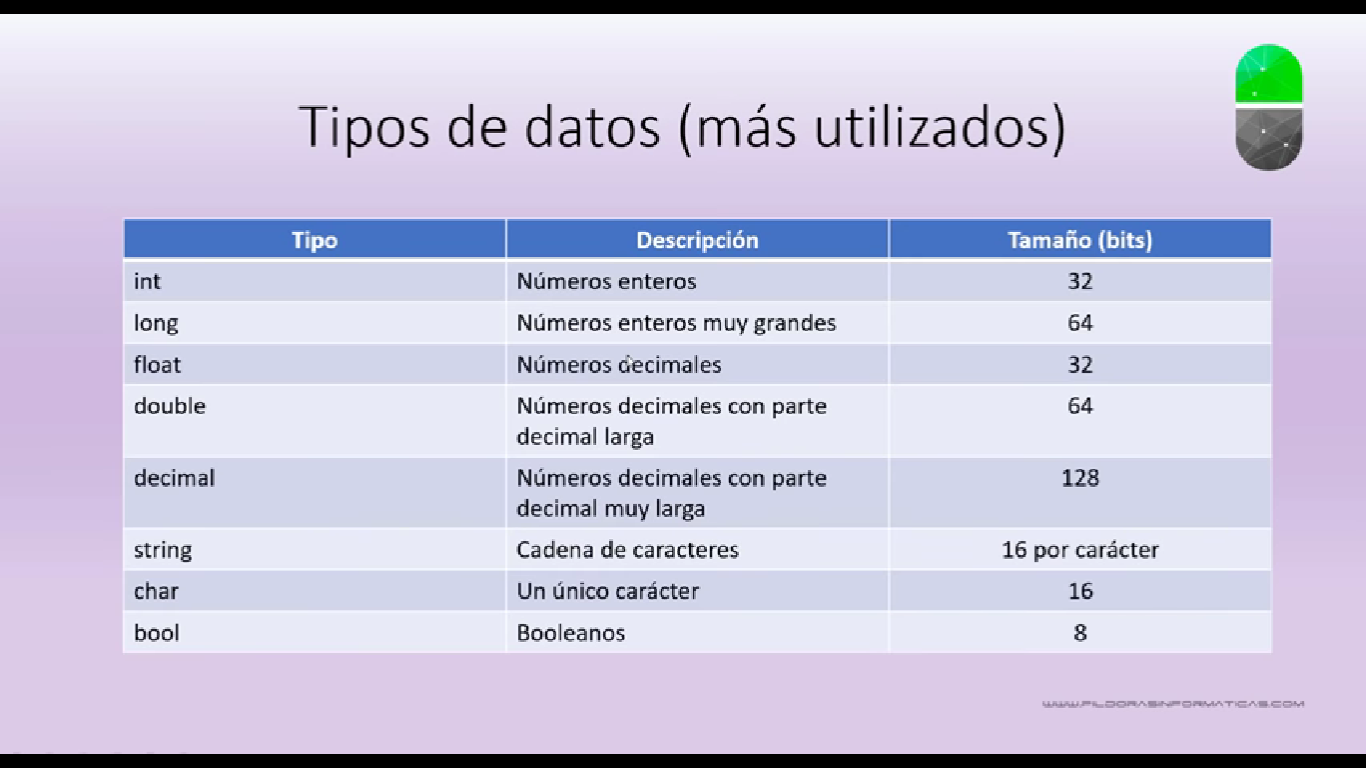 Tipos de datos (más utilizados)
Tipo Descripción Tamaño (bits)
int Números enteros 32
long Números enteros muy grandes 64
float Números decimales 32
double Números decimales con parte 64
decimal larga
decimal Números decimales con parte 128
decimal muy larga
string Cadena de caracteres 16 por carácter
char Un único carácter 16
bool Booleanos 8
WWW.PILDORASINFORMATICAS.COM